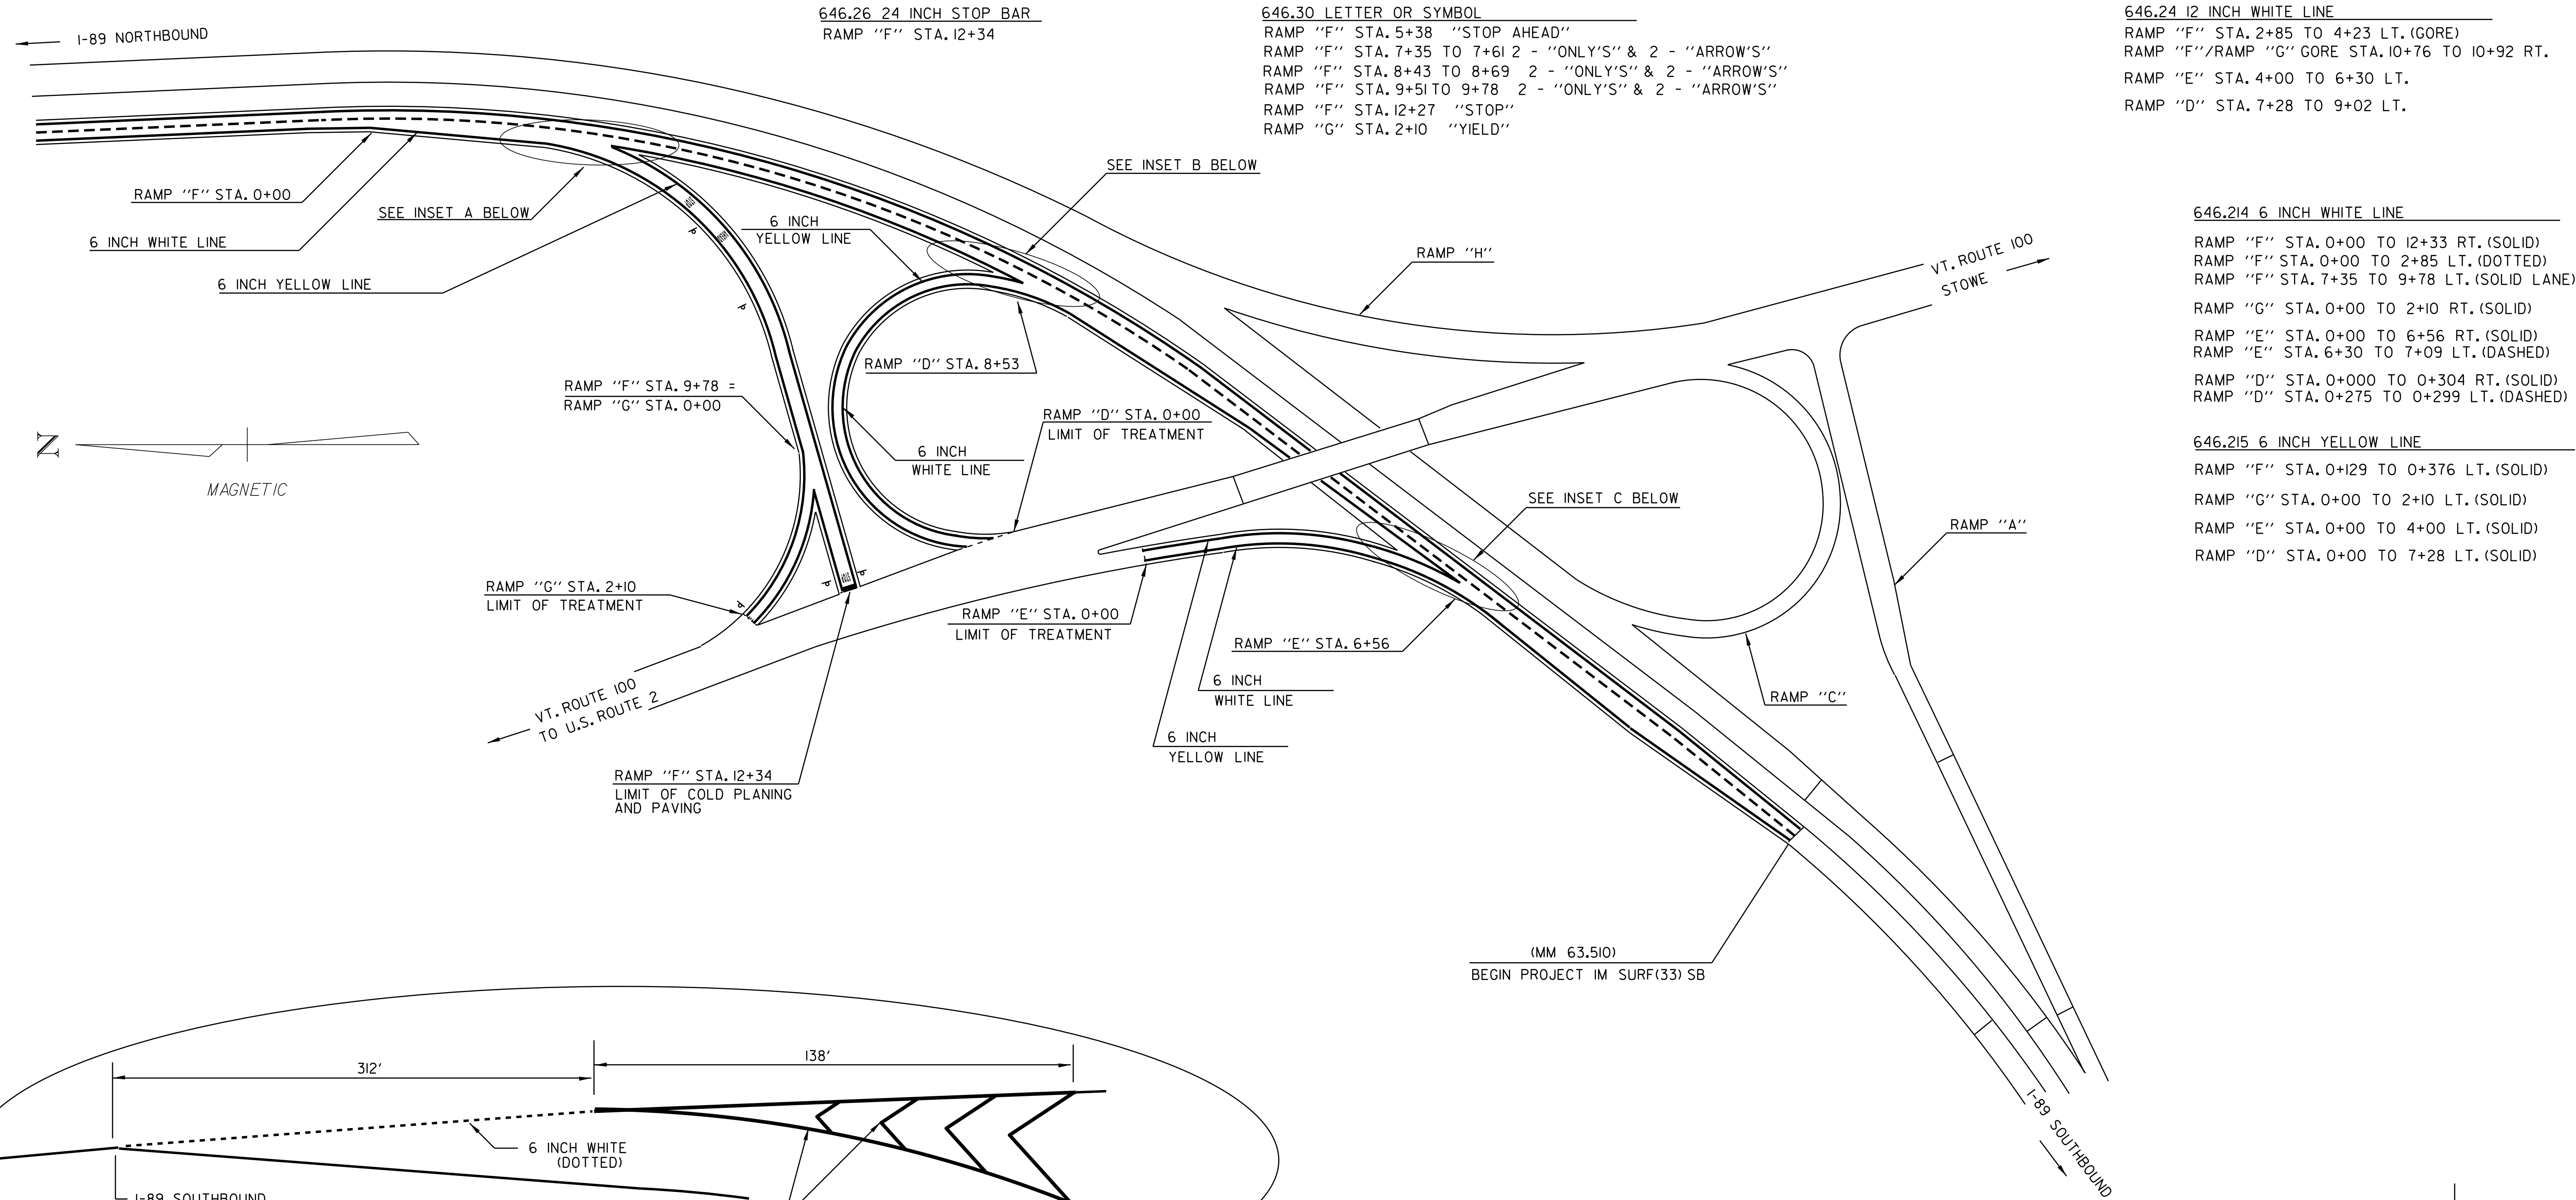 646.26 24 INCH STOP BAR
RAMP "F" STA. 12+34
646.30 LETTER OR SYMBOL
RAMP "F" STA. 5+38 "STOP AHEAD"
RAMP "F" STA. 7+35 TO 7+61 2 - "ONLY'S" & 2 - "ARROW'S"
RAMP "F" STA. 8+43 TO 8+69 2 - "ONLY'S" & 2 - "ARROW'S"
RAMP "F" STA. 9+51 TO 9+78 2 - "ONLY'S" & 2 - "ARROW'S"
RAMP "F" STA. 12+27 "STOP"
RAMP "G" STA. 2+10 "YIELD"
646.24 12 INCH WHITE LINE
RAMP "F" STA. 2+85 TO 4+23 LT. (GORE)
RAMP "F"/RAMP "G" GORE STA. 10+76 TO 10+92 RT.
RAMP "E" STA. 4+00 TO 6+30 LT.
RAMP "D" STA. 7+28 TO 9+02 LT.
646.214 6 INCH WHITE LINE
RAMP "F" STA. 0+00 TO 12+33 RT. (SOLID)
RAMP "F" STA. 0+00 TO 2+85 LT. (DOTTED)
RAMP "F" STA. 7+35 TO 9+78 LT. (SOLID LANE)
RAMP "G" STA. 0+00 TO 2+10 RT. (SOLID)
RAMP "E" STA. 0+00 TO 6+56 RT. (SOLID)
RAMP "E" STA. 6+30 TO 7+09 LT. (DASHED)
RAMP "D" STA. 0+000 TO 0+304 RT. (SOLID)
RAMP "D" STA. 0+275 TO 0+299 LT. (DASHED)
646.215 6 INCH YELLOW LINE
RAMP "F" STA. 0+129 TO 0+376 LT. (SOLID)
RAMP "G" STA. 0+00 TO 2+10 LT. (SOLID)
RAMP "E" STA. 0+00 TO 4+00 LT. (SOLID)
RAMP "D" STA. 0+00 TO 7+28 LT. (SOLID)
I-89 NORTHBOUND
RAMP "F" STA. 0+00
SEE INSET A BELOW
6 INCH WHITE LINE
6 INCH YELLOW LINE
6 INCH
YELLOW LINE
SEE INSET B BELOW
RAMP "H"
VT. ROUTE 100
STOWE
STOP
AHEAD
RAMP "D" STA. 8+53
RAMP "F" STA. 9+78 =
RAMP "G" STA. 0+00
RAMP "D" STA. 0+00
LIMIT OF TREATMENT
6 INCH
WHITE LINE
N
MAGNETIC
SEE INSET C BELOW
RAMP "A"
STOP
RAMP "G" STA. 2+10
LIMIT OF TREATMENT
RAMP "E" STA. 0+00
LIMIT OF TREATMENT
RAMP "E" STA. 6+56
6 INCH
WHITE LINE
RAMP "C"
VT. ROUTE 100
TO U.S. ROUTE 2
6 INCH
YELLOW LINE
RAMP "F" STA. 12+34
LIMIT OF COLD PLANING
AND PAVING
(MM 63.510)
BEGIN PROJECT IM SURF(33) SB
312'
138'
6 INCH WHITE
(DOTTED)
I-89 SOUTHBOUND
I-89 SOUTHBOUND